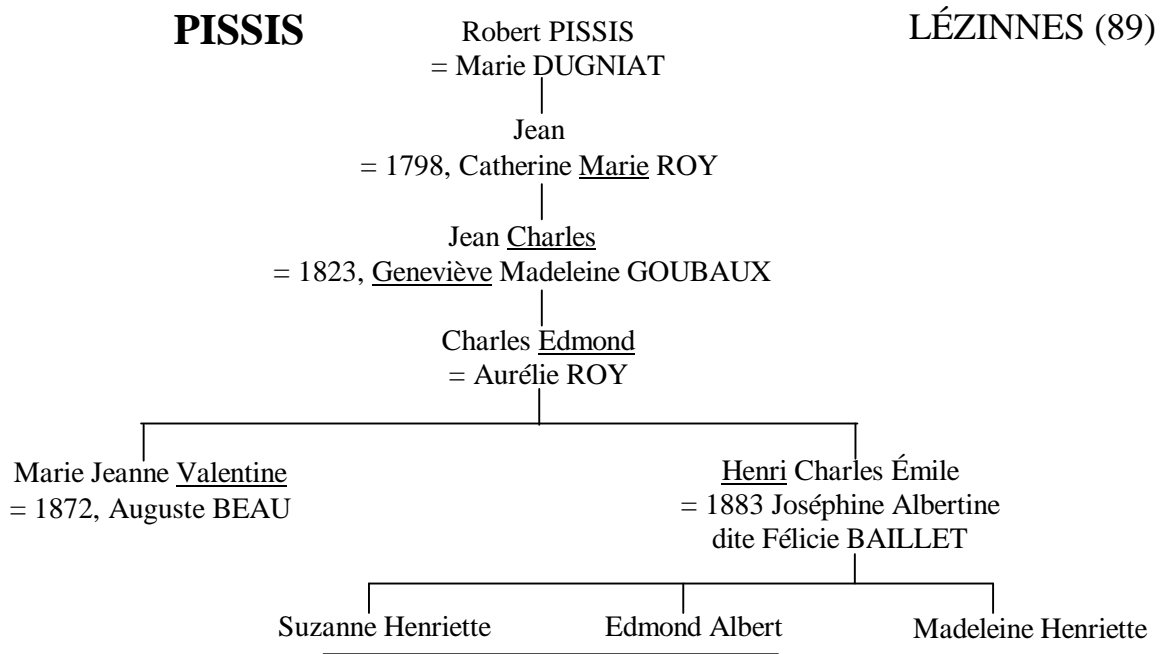 PISSIS
LÉZINNES (89)
Robert PISSIS
= Marie DUGNIAT
Jean
= 1798, Catherine Marie ROY
Jean Charles
= 1823, Geneviève Madeleine GOUBAUX
Charles Edmond
= Aurélie ROY
Marie Jeanne Valentine
= 1872, Auguste BEAU
Henri Charles Émile
= 1883 Joséphine Albertine
dite Félicie BAILLET
Suzanne Henriette
Edmond Albert
Madeleine Henriette